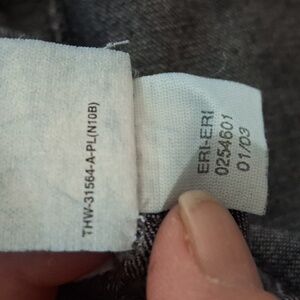 THW-31564-A-PL(N10B)
ERI-ERI
0254601
01/03